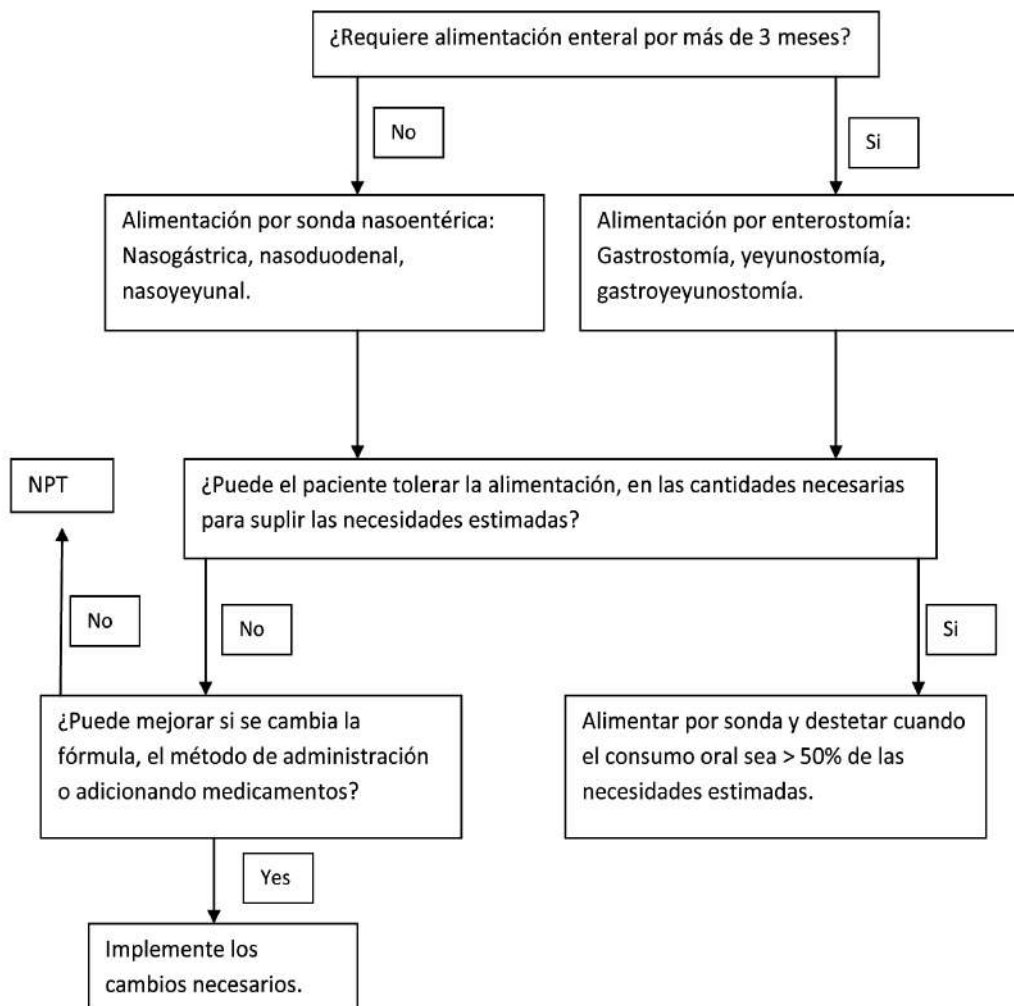 ¿Requiere alimentación enteral por más de 3 meses?
No
Si
Alimentación por sonda nasoentérica:
Nasogástrica, nasoduodenal,
nasoyeyunal.
Alimentación por enterostomía:
Gastrostomía, yeyunostomía,
gastroyeyunostomía.
NPT
¿Puede el paciente tolerar la alimentación, en las cantidades necesarias
para suplir las necesidades estimadas?
No
No
Si
¿Puede mejorar si se cambia la
fórmula, el método de administración
o adicionando medicamentos?
Alimentar por sonda y destetar cuando
el consumo oral sea > 50% de las
necesidades estimadas.
Yes
Implemente los
cambios necesarios.